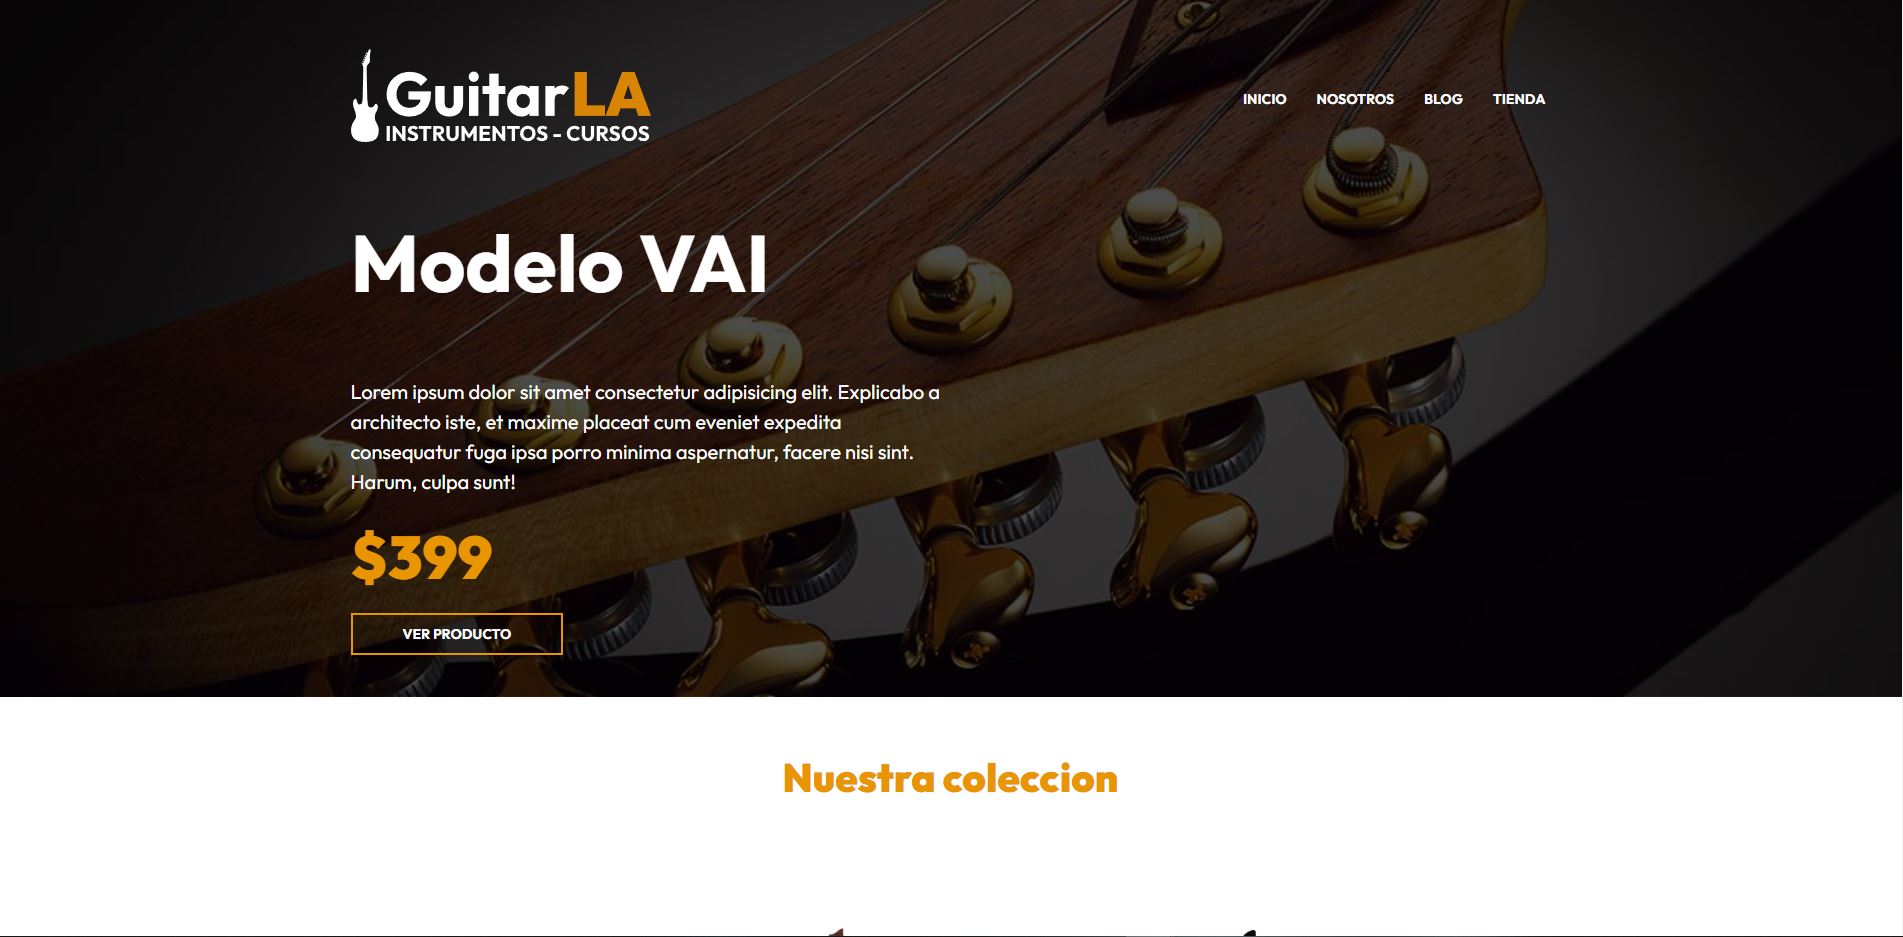 GuitarLA
INSTRUMENTOS - CURSOS
INICIO NOSOTROS BLOG TIENDA
Modelo VAI
Lorem ipsum dolor sit amet consectetur adipisicing elit. Explicabo a
architecto iste, et maxime placeat cum eveniet expedita
consequatur fuga ipsa porro minima aspernatur, facere nisi sint.
Harum, culpa sunt!
$399
VER PRODUCTO
Nuestra coleccion